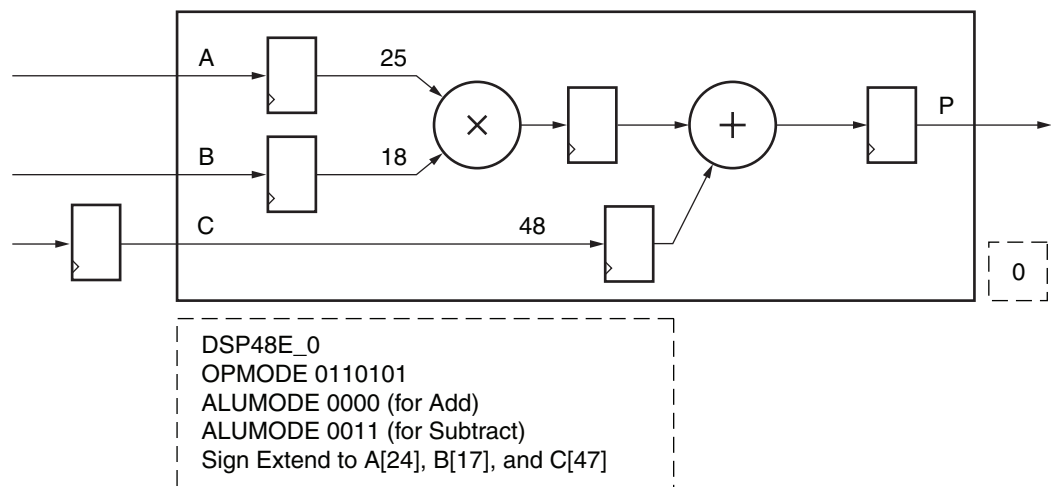 A
25
P
×
+
B
18
C
48
0
DSP48E_0
OPMODE 0110101
ALUMODE 0000 (for Add)
ALUMODE 0011 (for Subtract)
Sign Extend to A[24], B[17], and C[47]